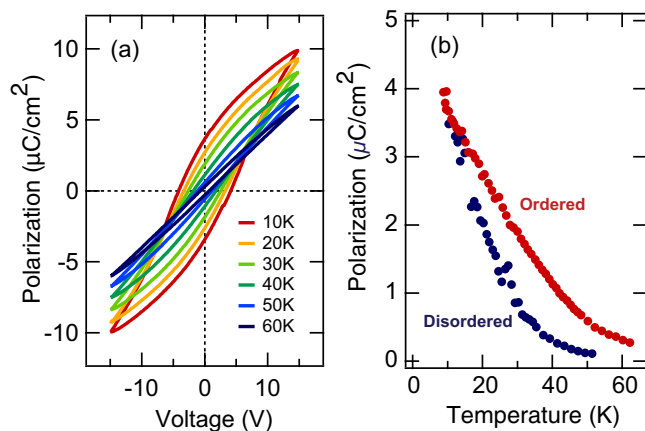 (a)
Polarization (µC/cm²)
10
5
0
-5
-10
10K
20K
30K
40K
50K
60K
-10
0
10
Voltage (V)
(b)
Polarization (µC/cm²)
5
4
3
2
1
0
Ordered
Disordered
0
20
40
60
Temperature (K)